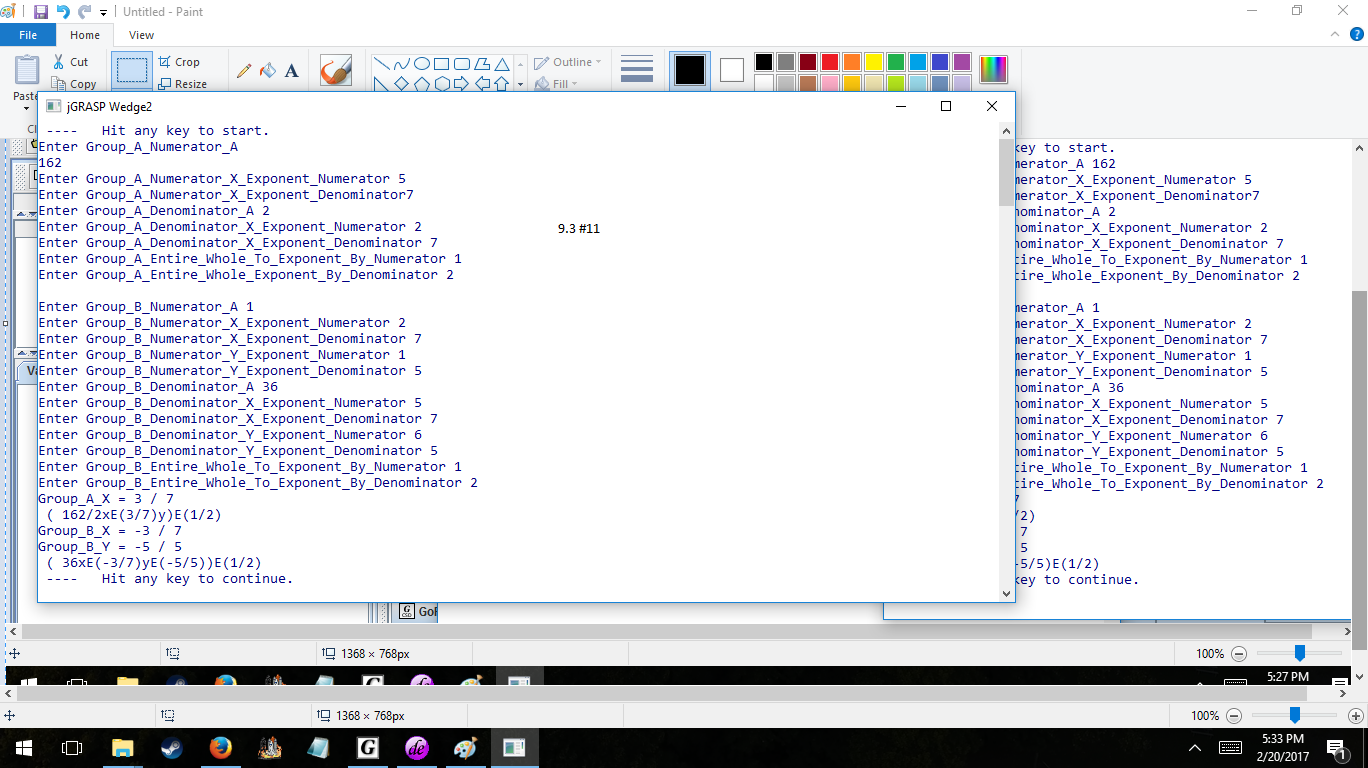 Untitled - Paint
File Home View
Cut
Copy
Paste
Crop
Resize
A
Outline
Fill
jGRASP Wedge2
---- Hit any key to start.
Enter Group_A_Numerator_A
162
Enter Group_A_Numerator_X_Exponent_Numerator 5
Enter Group_A_Numerator_X_Exponent_Denominator7
Enter Group_A_Denominator_A 2
Enter Group_A_Denominator_X_Exponent_Numerator 2
Enter Group_A_Denominator_X_Exponent_Denominator 7
Enter Group_A_Entire_Whole_To_Exponent_By_Numerator 1
Enter Group_A_Entire_Whole_Exponent_By_Denominator 2
Enter Group_B_Numerator_A 1
Enter Group_B_Numerator_X_Exponent_Numerator 2
Enter Group_B_Numerator_X_Exponent_Denominator 7
Enter Group_B_Numerator_Y_Exponent_Numerator 1
Enter Group_B_Numerator_Y_Exponent_Denominator 5
Enter Group_B_Denominator_A 36
Enter Group_B_Denominator_X_Exponent_Numerator 5
Enter Group_B_Denominator_X_Exponent_Denominator 7
Enter Group_B_Denominator_Y_Exponent_Numerator 6
Enter Group_B_Denominator_Y_Exponent_Denominator 5
Enter Group_B_Entire_Whole_To_Exponent_By_Numerator 1
Enter Group_B_Entire_Whole_To_Exponent_By_Denominator 2
Group_A_X = 3 / 7
( 162/2xE(3/7)y)E(1/2)
Group_B_X = -3 / 7
Group_B_Y = -5 / 5
( 36xE(-3/7)yE(-5/5))E(1/2)
---- Hit any key to continue.
9.3 #11
key to start.
merator_A 162
merator_X_Exponent_Numerator 5
merator_X_Exponent_Denominator7
nominator_A 2
nominator_X_Exponent_Numerator 2
nominator_X_Exponent_Denominator 7
tire_Whole_To_Exponent_By_Numerator 1
tire_Whole_Exponent_By_Denominator 2
merator_A 1
merator_X_Exponent_Numerator 2
merator_X_Exponent_Denominator 7
merator_Y_Exponent_Numerator 1
merator_Y_Exponent_Denominator 5
nominator_A 36
nominator_X_Exponent_Numerator 5
nominator_X_Exponent_Denominator 7
nominator_Y_Exponent_Numerator 6
nominator_Y_Exponent_Denominator 5
tire_Whole_To_Exponent_By_Numerator 1
tire_Whole_To_Exponent_By_Denominator 2
7
/2)
7
5
-5/5)E(1/2)
key to continue.
1368 × 768px 100%
5:27 PM
1368 × 768px 100%
G de
5:33 PM
2/20/2017
1